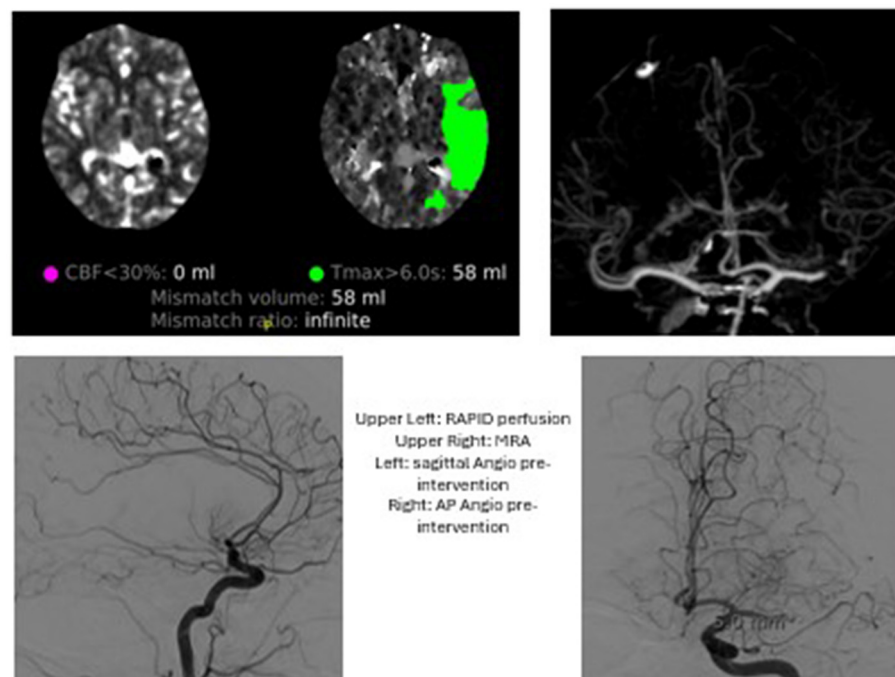 CBF<30%: 0 ml
Tmax>6.0s: 58 ml
Mismatch volume: 58 ml
Mismatch ratio: infinite
Upper Left: RAPID perfusion
Upper Right: MRA
Left: sagittal Angio pre-
intervention
Right: AP Angio pre-
intervention